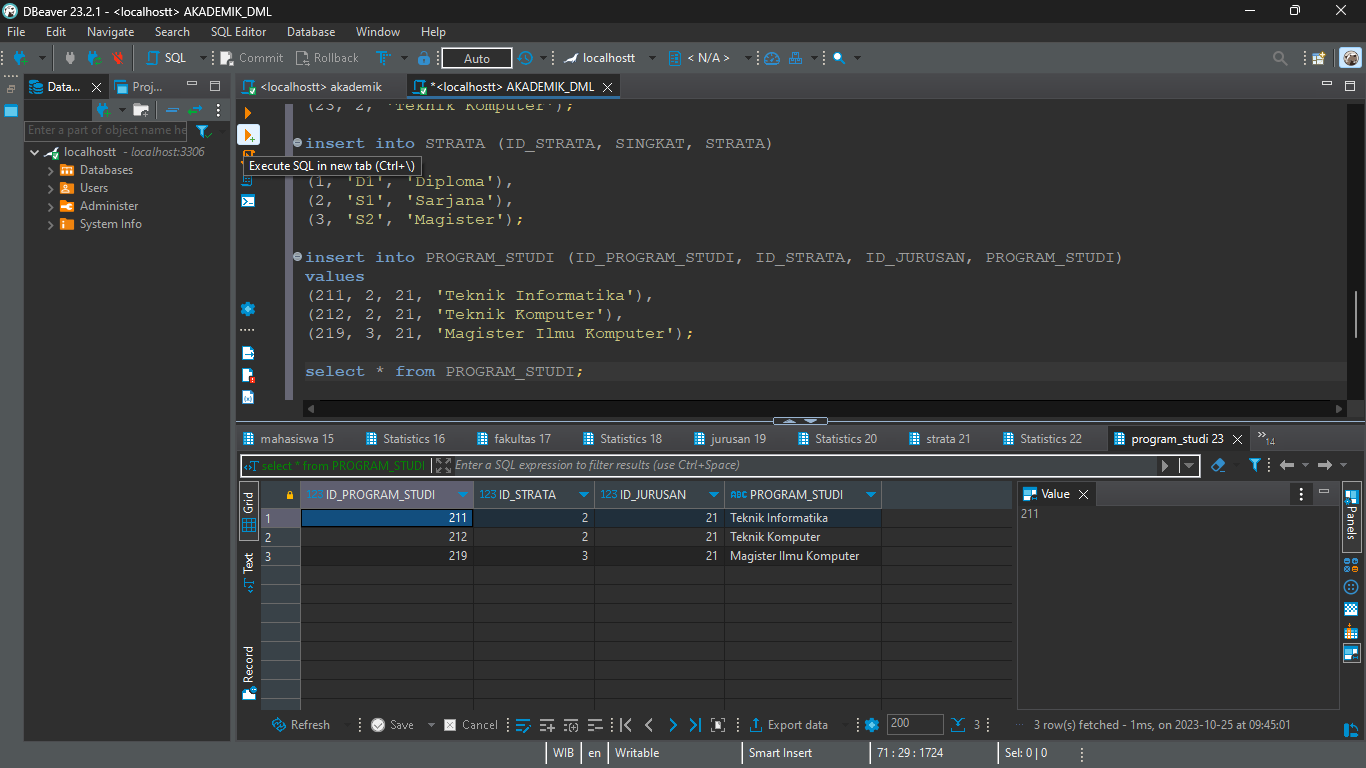 DBeaver 23.2.1 - <localhostt> AKADEMIK_DML
File Edit Navigate Search SQL Editor Database Window Help
SQL Commit Rollback Auto localhostt < N/A >
Data... Proj... <localhostt> akademik *<localhostt> AKADEMIK_DML
Enter a part of object name he
localhostt - localhost:3306
Databases
Users
Administer
System Info
(23, 2, 'Teknik Komputer');
insert into STRATA (ID_STRATA, SINGKAT, STRATA)
Execute SQL in new tab (Ctrl+\)
(1, 'D1', 'Diploma'),
(2, 'S1', 'Sarjana'),
(3, 'S2', 'Magister');
insert into PROGRAM_STUDI (ID_PROGRAM_STUDI, ID_STRATA, ID_JURUSAN, PROGRAM_STUDI)
values
(211, 2, 21, 'Teknik Informatika'),
(212, 2, 21, 'Teknik Komputer'),
(219, 3, 21, 'Magister Ilmu Komputer');
select * from PROGRAM_STUDI;
mahasiswa 15 Statistics 16 fakultas 17 Statistics 18 jurusan 19 Statistics 20 strata 21 Statistics 22 program_studi 23 »14
select * from PROGRAM_STUDI Enter a SQL expression to filter results (use Ctrl+Space)
Grid
Text
Record
123 ID_PROGRAM_STUDI 123 ID_STRATA 123 ID_JURUSAN ABC PROGRAM_STUDI
1 211 2 21 Teknik Informatika
2 212 2 21 Teknik Komputer
3 219 3 21 Magister Ilmu Komputer
Value
211
Panels
Refresh Save Cancel Export data 200 3 3 row(s) fetched - 1ms, on 2023-10-25 at 09:45:01
WIB en Writable Smart Insert 71 : 29 : 1724 Sel: 0 | 0